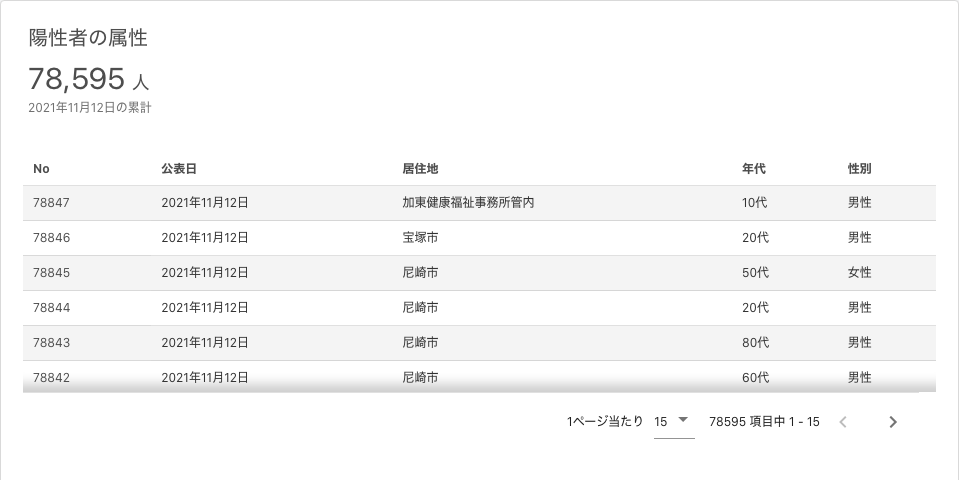 陽性者の属性
78,595 人
2021年11月12日の累計
No 公表日 居住地 年代 性別
78847 2021年11月12日 加東健康福祉事務所管内 10代 男性
78846 2021年11月12日 宝塚市 20代 男性
78845 2021年11月12日 尼崎市 50代 女性
78844 2021年11月12日 尼崎市 20代 男性
78843 2021年11月12日 尼崎市 80代 男性
78842 2021年11月12日 尼崎市 60代 男性
1ページ当たり 15 78595 項目中 1 - 15